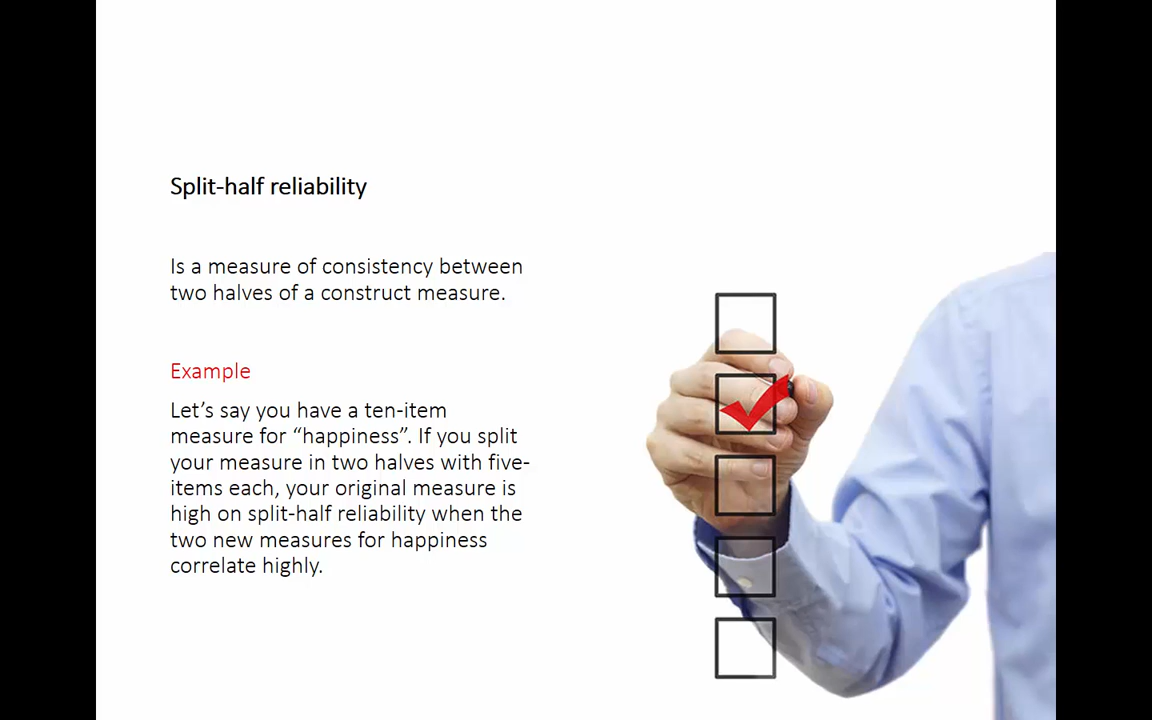 Split-half reliability
Is a measure of consistency between
two halves of a construct measure.
Example
Let’s say you have a ten-item
measure for “happiness”. If you split
your measure in two halves with five-
items each, your original measure is
high on split-half reliability when the
two new measures for happiness
correlate highly.